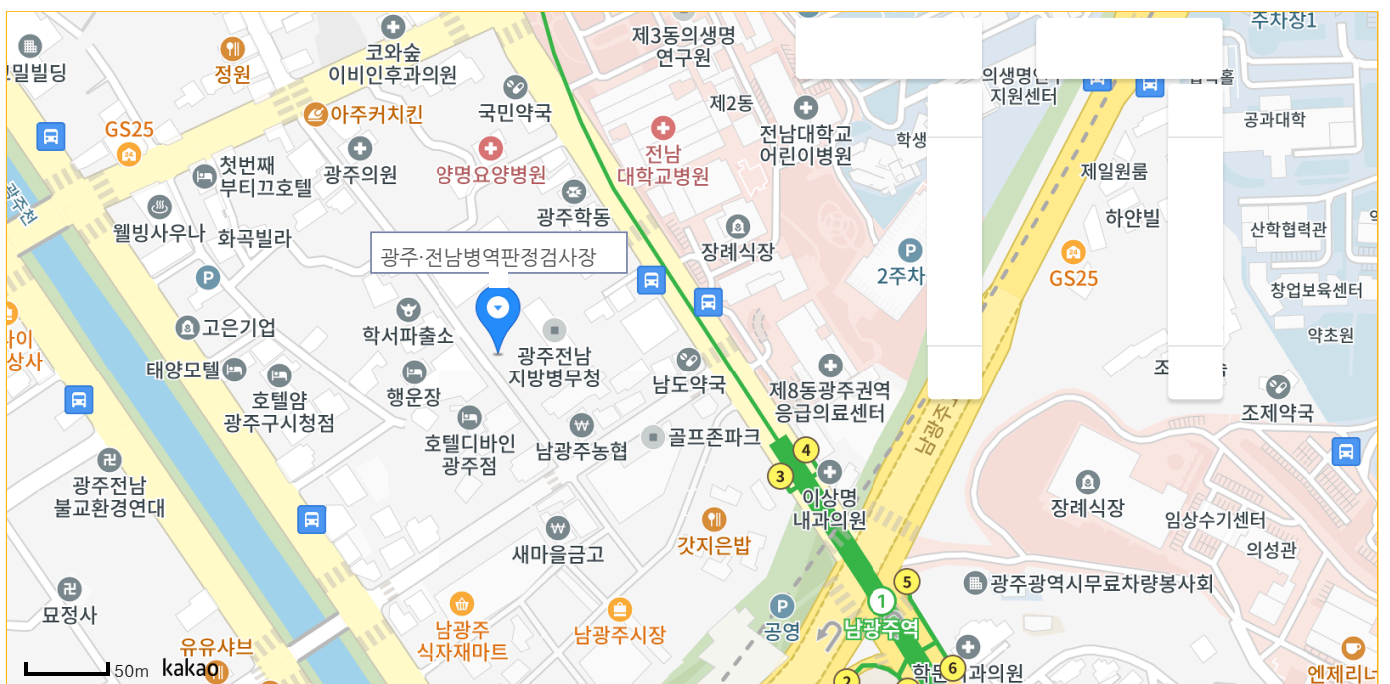 주차장1
제3동의생명
연구원
코와숲
이비인후과의원
정원
밀빌딩
의생명연구
지원센터
국민약국
제2동
아주커치킨
GS25
전남대학교
어린이병원
학생
공과대학
전남
대학교병원
양명요양병원
광주의원
첫번째
부티끄호텔
제일원룸
광주천
웰빙사우나
화곡빌라
광주학동
하얀빌
산학협력관
장례식장
광주·전남병역판정검사장
P
P
2주차
GS25
창업보육센터
고은기업
학서파출소
약초원
상사
광주전남
지방병무청
태양모텔
행운장
남도약국
제8동광주권역
응급의료센터
조
호텔얌
광주구시청점
조제약국
호텔디바인
광주점
남광주농협
골프존파크
남광주
4
3
광주전남
불교환경연대
이상명
내과의원
장례식장
임상수기센터
의성관
새마을금고
갓지은밥
5
광주광역시무료차량봉사회
묘정사
1
남광주역
P
공영
남광주
식자재마트
남광주시장
유유샤브
50m
kakao
2
6
학문외과의원
엔제리너